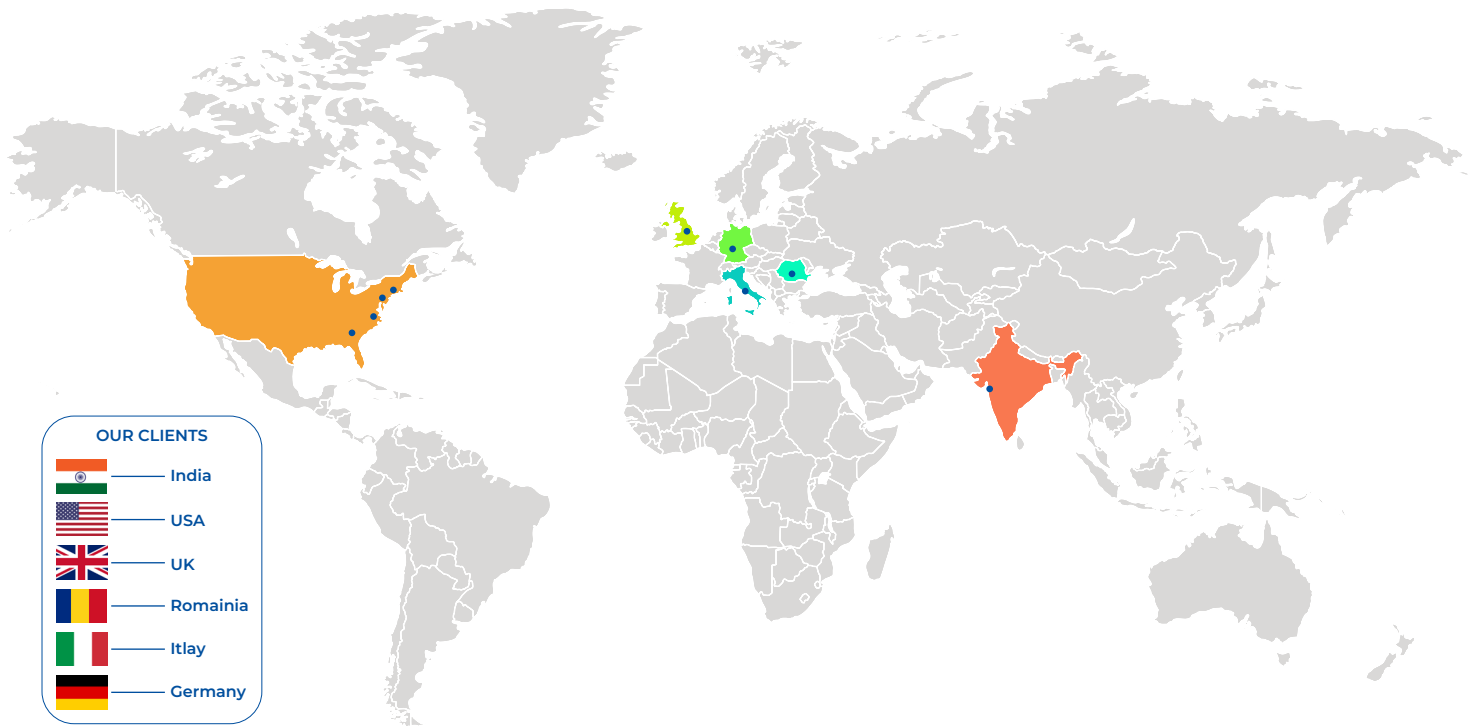 OUR CLIENTS
India
USA
UK
Romainia
Itlay
Germany